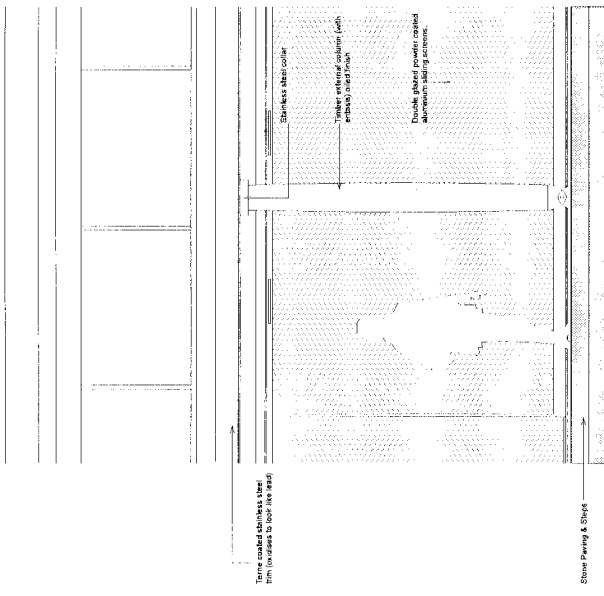 Stainless steel collar
Timber external column (with
entasis) oiled finish
Double glazed powder coated
aluminium sliding screens.
Terne coated stainless steel
trim (oxidises to look like lead)
Stone Paving & Steps